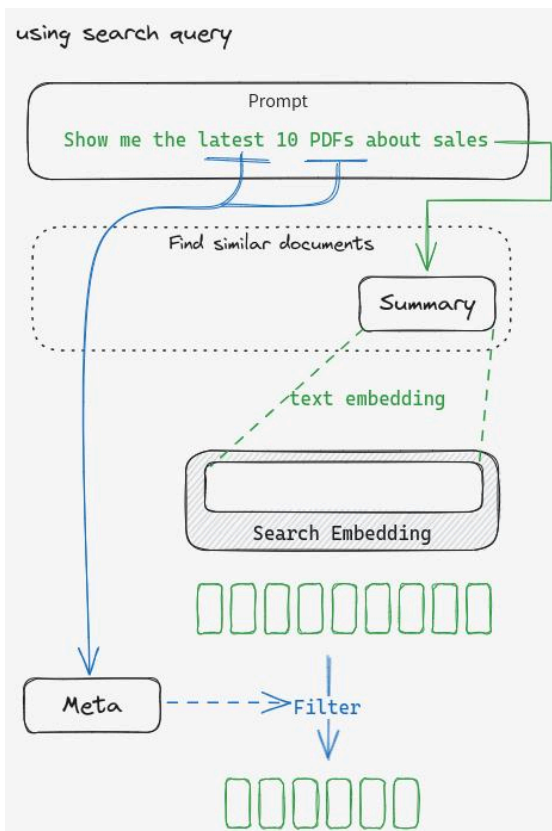 using search query
Prompt
Show me the latest 10 PDFs about sales
Find similar documents
Summary
text embedding
Search Embedding
Meta
Filter